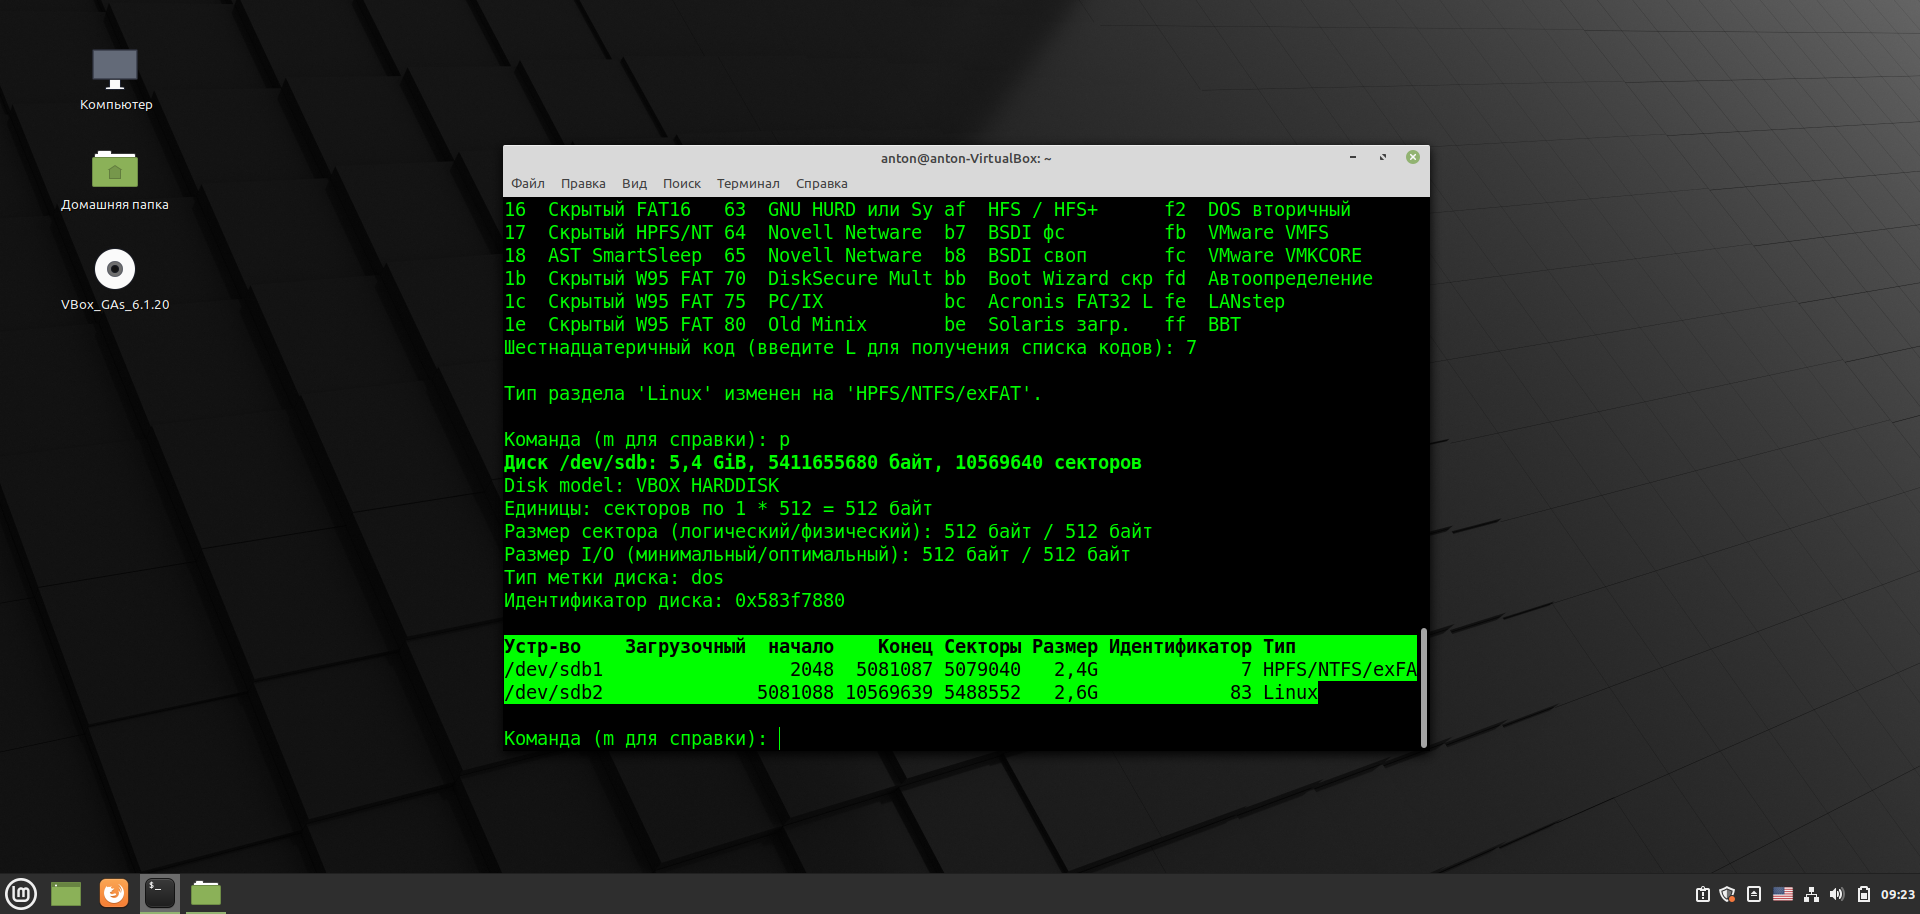 Компьютер
Домашняя папка
VBox_GAs_6.1.20
anton@anton-VirtualBox: ~
Файл Правка Вид Поиск Терминал Справка
16 Скрытый FAT16 63 GNU HURD или Sy af HFS / HFS+ f2 DOS вторичный
17 Скрытый HPFS/NT 64 Novell Netware b7 BSDI фс fb VMware VMFS
18 AST SmartSleep 65 Novell Netware b8 BSDI своп fc VMware VMKCORE
1b Скрытый W95 FAT 70 DiskSecure Mult bb Boot Wizard скр fd Автоопределение
1c Скрытый W95 FAT 75 PC/IX bc Acronis FAT32 L fe LANstep
1e Скрытый W95 FAT 80 Old Minix be Solaris загр. ff BBT
Шестнадцатеричный код (введите L для получения списка кодов): 7
Тип раздела 'Linux' изменен на 'HPFS/NTFS/exFAT'.
Команда (m для справки): p
Диск /dev/sdb: 5,4 GiB, 5411655680 байт, 10569640 секторов
Disk model: VBOX HARDDISK
Единицы: секторов по 1 * 512 = 512 байт
Размер сектора (логический/физический): 512 байт / 512 байт
Размер I/O (минимальный/оптимальный): 512 байт / 512 байт
Тип метки диска: dos
Идентификатор диска: 0x583f7880
Устр-во Загрузочный начало Конец Секторы Размер Идентификатор Тип
/dev/sdb1 2048 5081087 5079040 2,4G 7 HPFS/NTFS/exFA
/dev/sdb2 5081088 10569639 5488552 2,6G 83 Linux
Команда (m для справки):
$_
09:23